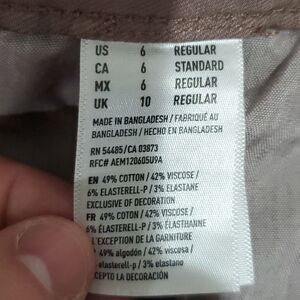 US 6 REGULAR
CA 6 STANDARD
MX 6 REGULAR
UK 10 REGULAR
MADE IN BANGLADESH / FABRIQUÉ AU
BANGLADESH / HECHO EN BANGLADESH
RN 54485/CA 03873
RFC# AEM120605U9A
EN 49% COTTON / 42% VISCOSE /
6% ELASTERELL-P / 3% ELASTANE
EXCLUSIVE OF DECORATION
FR 49% COTON / 42% VISCOSE /
6% ÉLASTERELL-P / 3% ÉLASTHANNE
L'EXCEPTION DE LA GARNITURE
49% algodón / 42% viscosa /
elasterell-p / 3% elastano
CEPTO LA DECORACIÓN